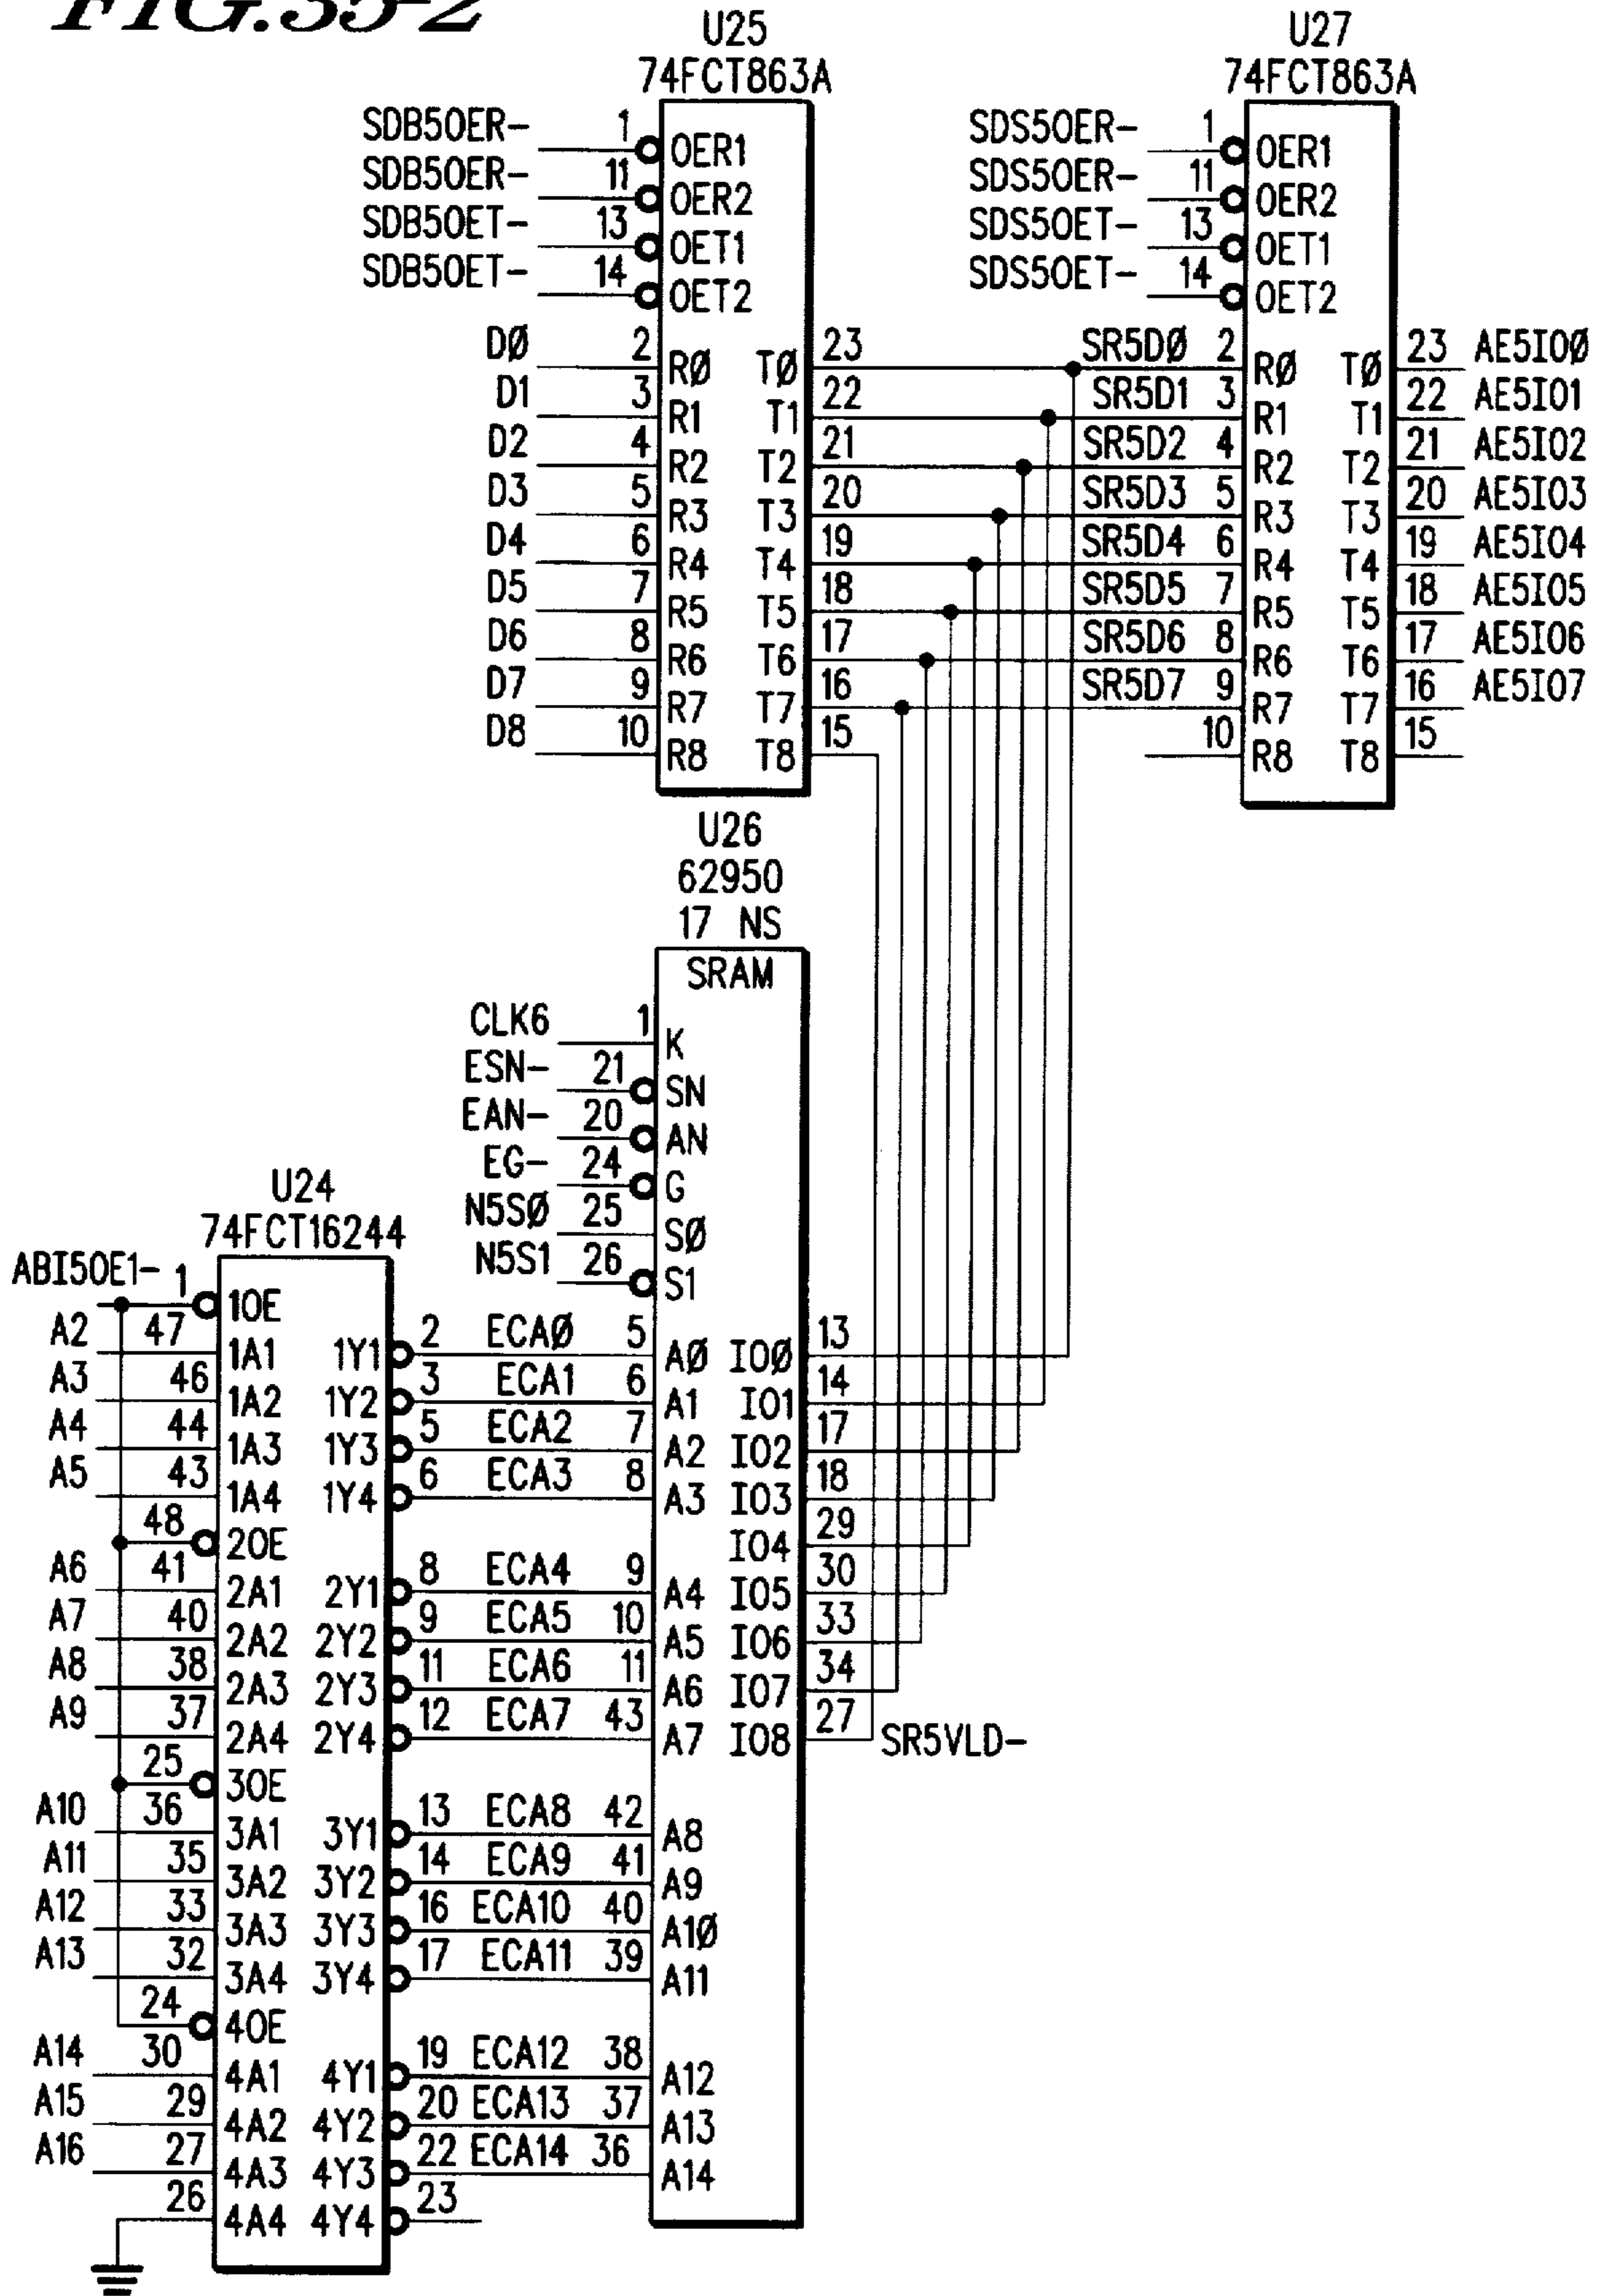 FIG.35-2
U25
74FCT863A
SDB5OER- 1 OER1
SDB5OER- 11 OER2
SDB5OET- 13 OET1
SDB5OET- 14 OET2
DØ 2 RØ TØ 23
D1 3 R1 T1 22
D2 4 R2 T2 21
D3 5 R3 T3 20
D4 6 R4 T4 19
D5 7 R5 T5 18
D6 8 R6 T6 17
D7 9 R7 T7 16
D8 10 R8 T8 15
U27
74FCT863A
SDS5OER- 1 OER1
SDS5OER- 11 OER2
SDS5OET- 13 OET1
SDS5OET- 14 OET2
SR5DØ 2 RØ TØ 23 AE5IOØ
SR5D1 3 R1 T1 22 AE5IO1
SR5D2 4 R2 T2 21 AE5IO2
SR5D3 5 R3 T3 20 AE5IO3
SR5D4 6 R4 T4 19 AE5IO4
SR5D5 7 R5 T5 18 AE5IO5
SR5D6 8 R6 T6 17 AE5IO6
SR5D7 9 R7 T7 16 AE5IO7
10 R8 T8 15
U26
62950
17 NS
SRAM
CLK6 1 K
ESN- 21 SN
EAN- 20 AN
EG- 24 G
N5SØ 25 SØ
N5S1 26 S1
ECAØ 5 AØ IOØ 13
ECA1 6 A1 IO1 14
ECA2 7 A2 IO2 17
ECA3 8 A3 IO3 18
IO4 29
ECA4 9 A4 IO5 30
ECA5 10 A5 IO6 33
ECA6 11 A6 IO7 34
ECA7 43 A7 IO8 27 SR5VLD-
ECA8 42 A8
ECA9 41 A9
ECA10 40 A1Ø
ECA11 39 A11
ECA12 38 A12
ECA13 37 A13
ECA14 36 A14
U24
74FCT16244
ABI5OE1- 1 1OE
A2 47 1A1 1Y1 2
A3 46 1A2 1Y2 3
A4 44 1A3 1Y3 5
A5 43 1A4 1Y4 6
48 2OE
A6 41 2A1 2Y1 8
A7 40 2A2 2Y2 9
A8 38 2A3 2Y3 11
A9 37 2A4 2Y4 12
25 3OE
A10 36 3A1 3Y1 13
A11 35 3A2 3Y2 14
A12 33 3A3 3Y3 16
A13 32 3A4 3Y4 17
24 4OE
A14 30 4A1 4Y1 19
A15 29 4A2 4Y2 20
A16 27 4A3 4Y3 22
26 4A4 4Y4 23